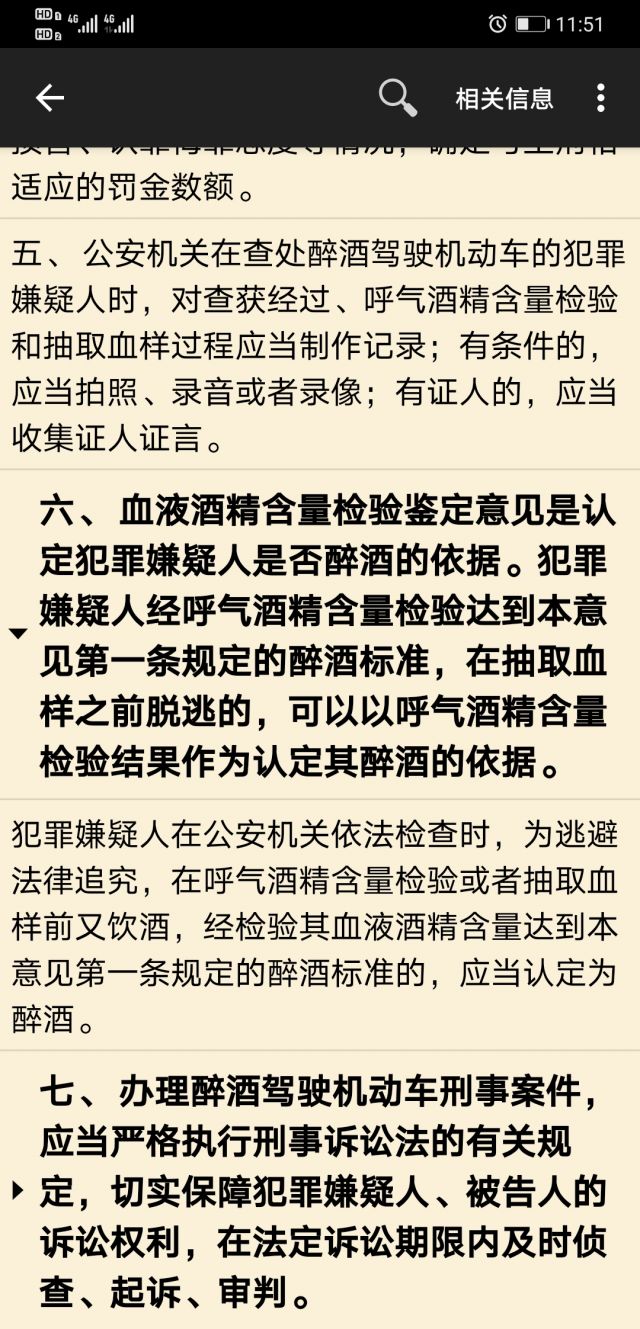 HD 1 4G 4G
HD 2
11:51
相关信息
适应的罚金数额。
五、公安机关在查处醉酒驾驶机动车的犯罪
嫌疑人时，对查获经过、呼气酒精含量检验
和抽取血样过程应当制作记录；有条件的，
应当拍照、录音或者录像；有证人的，应当
收集证人证言。
六、血液酒精含量检验鉴定意见是认
定犯罪嫌疑人是否醉酒的依据。犯罪
嫌疑人经呼气酒精含量检验达到本意
见第一条规定的醉酒标准，在抽取血
样之前脱逃的，可以以呼气酒精含量
检验结果作为认定其醉酒的依据。
犯罪嫌疑人在公安机关依法检查时，为逃避
法律追究，在呼气酒精含量检验或者抽取血
样前又饮酒，经检验其血液酒精含量达到本
意见第一条规定的醉酒标准的，应当认定为
醉酒。
七、办理醉酒驾驶机动车刑事案件，
应当严格执行刑事诉讼法的有关规
定，切实保障犯罪嫌疑人、被告人的
诉讼权利，在法定诉讼期限内及时侦
查、起诉、审判。